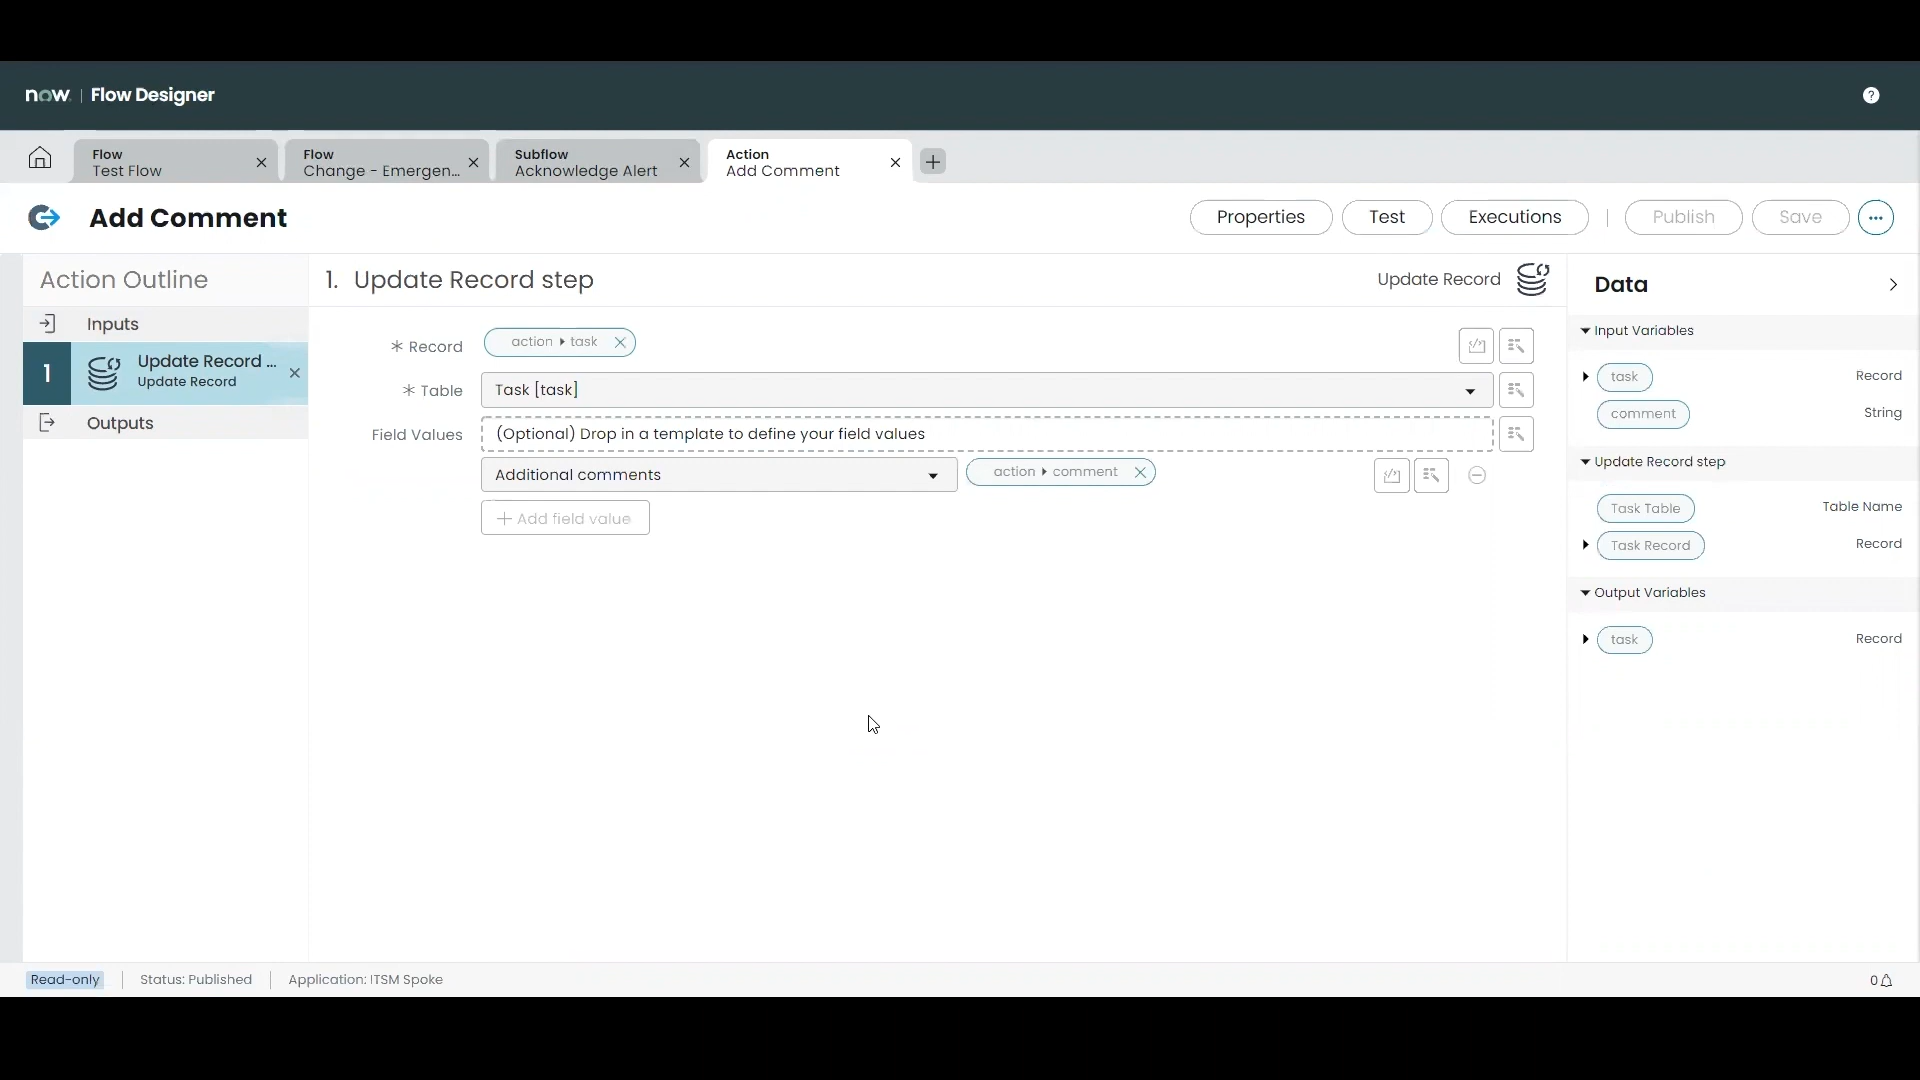 now. | Flow Designer
?
Flow
Test Flow
Flow
Change - Emergen...
Subflow
Acknowledge Alert
Action
Add Comment
Add Comment
Properties
Test
Executions
Publish
Save
Action Outline
1. Update Record step
Update Record
Data
Inputs
1
Update Record ...
Update Record
Outputs
* Record
action ▸ task
* Table
Task [task]
Field Values
(Optional) Drop in a template to define your field values
Additional comments
action ▸ comment
+ Add field value
Input Variables
task
Record
comment
String
Update Record step
Task Table
Table Name
Task Record
Record
Output Variables
task
Record
Read-only
Status: Published
Application: ITSM Spoke
0